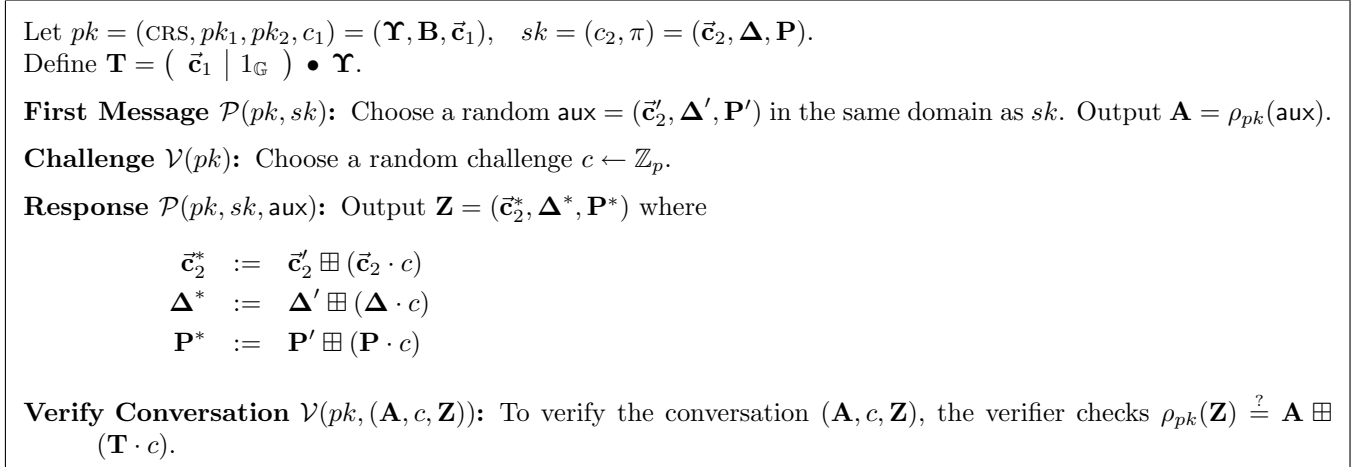 Let pk = (CRS, pk₁, pk₂, c₁) = (𝚼, 𝐁, 𝐜⃗₁),   sk = (c₂, π) = (𝐜⃗₂, 𝚫, 𝐏).
Define 𝐓 = ( 𝐜⃗₁ | 1_𝔾 ) • 𝚼.
First Message 𝒫(pk, sk): Choose a random aux = (𝐜⃗′₂, 𝚫′, 𝐏′) in the same domain as sk. Output 𝐀 = ρ_pk(aux).
Challenge 𝒱(pk): Choose a random challenge c ← ℤ_p.
Response 𝒫(pk, sk, aux): Output 𝐙 = (𝐜⃗*₂, 𝚫*, 𝐏*) where
𝐜⃗*₂ := 𝐜⃗′₂ ⊞ (𝐜⃗₂ · c)
𝚫* := 𝚫′ ⊞ (𝚫 · c)
𝐏* := 𝐏′ ⊞ (𝐏 · c)
Verify Conversation 𝒱(pk, (𝐀, c, 𝐙)): To verify the conversation (𝐀, c, 𝐙), the verifier checks ρ_pk(𝐙) ≟ 𝐀 ⊞
(𝐓 · c).